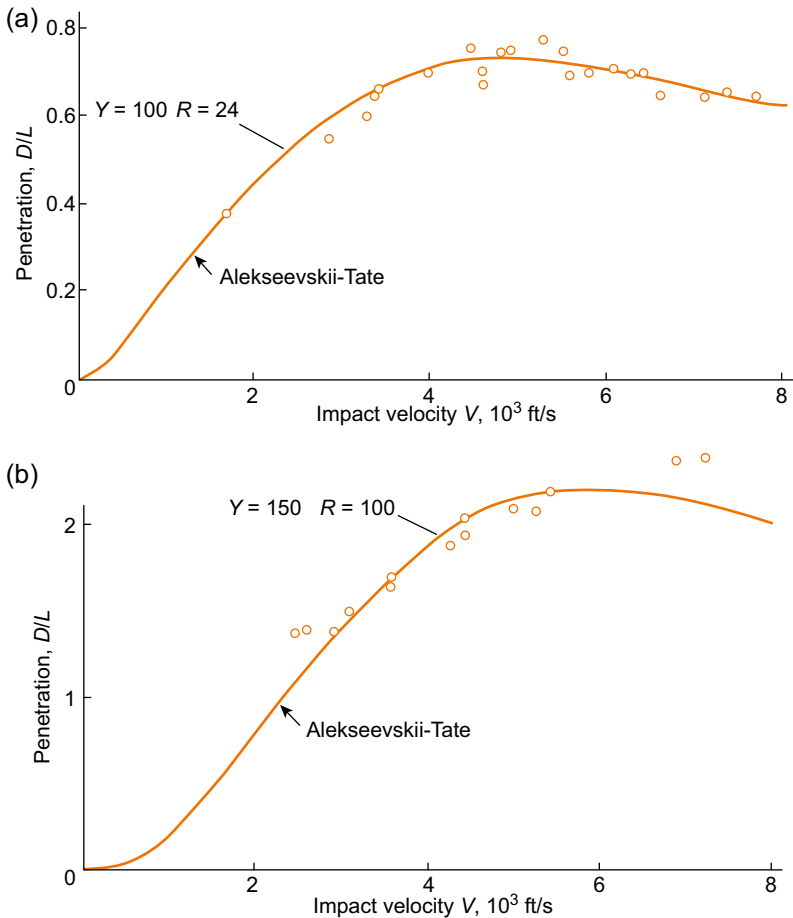 (a)
0.8
0.6
0.4
0.2
0
Penetration, D/L
Y = 100 R = 24
Alekseevskii-Tate
2
4
6
8
Impact velocity V, 10³ ft/s
(b)
2
1
0
Penetration, D/L
Y = 150 R = 100
Alekseevskii-Tate
2
4
6
8
Impact velocity V, 10³ ft/s